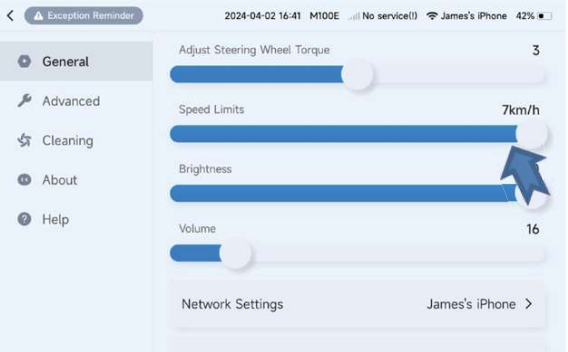 Exception Reminder
2024-04-02 16:41 M100E No service(!) James's iPhone 42%
General
Advanced
Cleaning
About
Help
Adjust Steering Wheel Torque 3
Speed Limits 7km/h
Brightness
Volume 16
Network Settings James's iPhone >